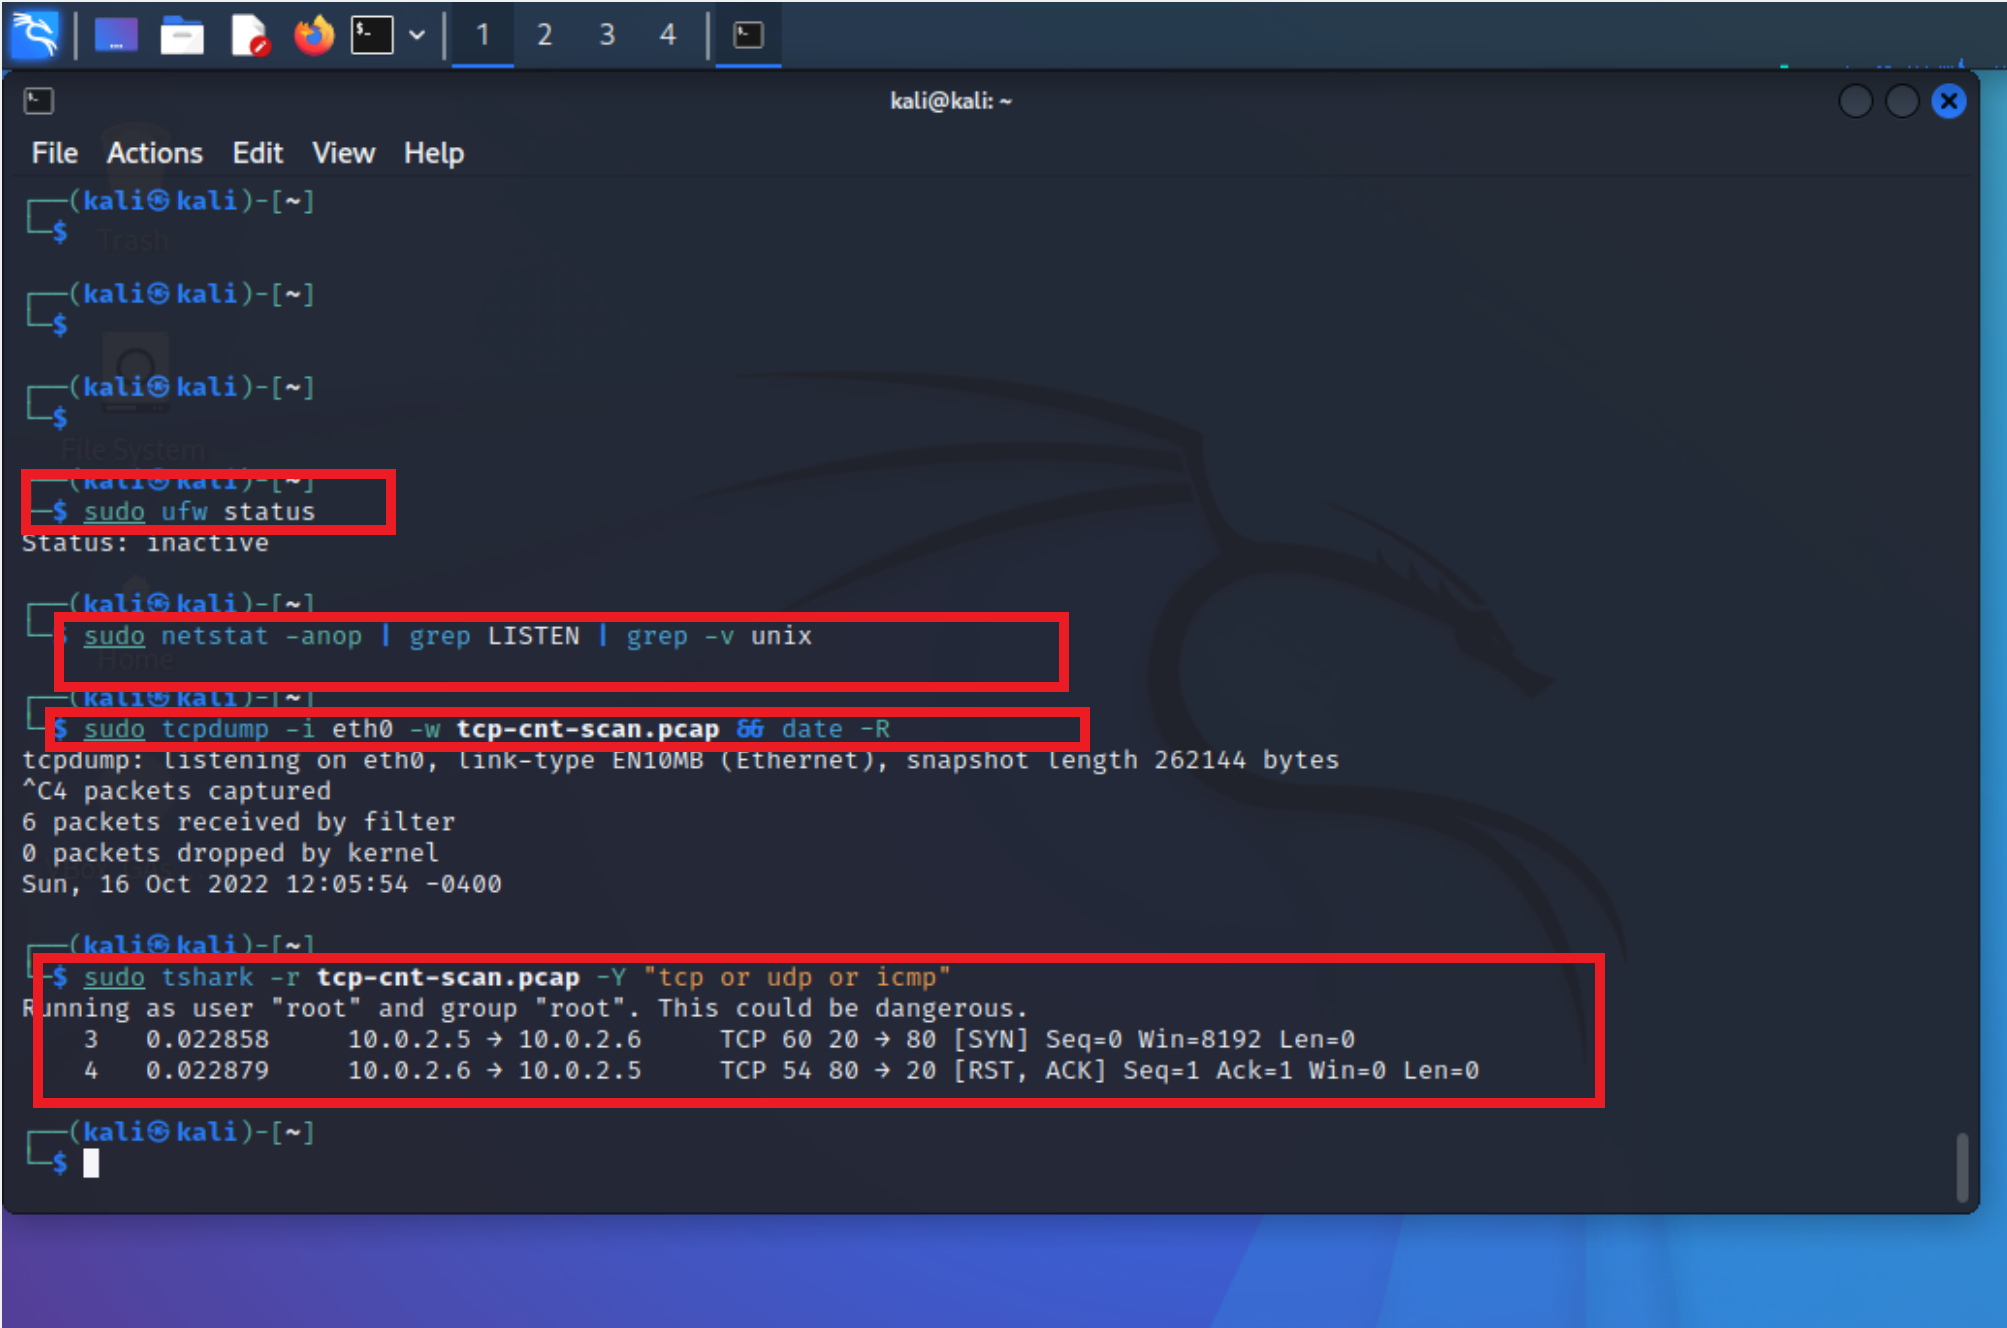 1 2 3 4
kali@kali: ~
File Actions Edit View Help
┌──(kali㉿kali)-[~]
└─$
Trash
┌──(kali㉿kali)-[~]
└─$
┌──(kali㉿kali)-[~]
└─$
File System
┌──(kali㉿kali)-[~]
└─$ sudo ufw status
Status: inactive
┌──(kali㉿kali)-[~]
└─$ sudo netstat -anop | grep LISTEN | grep -v unix
Home
┌──(kali㉿kali)-[~]
└─$ sudo tcpdump -i eth0 -w tcp-cnt-scan.pcap && date -R
tcpdump: listening on eth0, link-type EN10MB (Ethernet), snapshot length 262144 bytes
^C4 packets captured
6 packets received by filter
0 packets dropped by kernel
Sun, 16 Oct 2022 12:05:54 -0400
┌──(kali㉿kali)-[~]
└─$ sudo tshark -r tcp-cnt-scan.pcap -Y "tcp or udp or icmp"
Running as user "root" and group "root". This could be dangerous.
3 0.022858 10.0.2.5 → 10.0.2.6 TCP 60 20 → 80 [SYN] Seq=0 Win=8192 Len=0
4 0.022879 10.0.2.6 → 10.0.2.5 TCP 54 80 → 20 [RST, ACK] Seq=1 Ack=1 Win=0 Len=0
┌──(kali㉿kali)-[~]
└─$